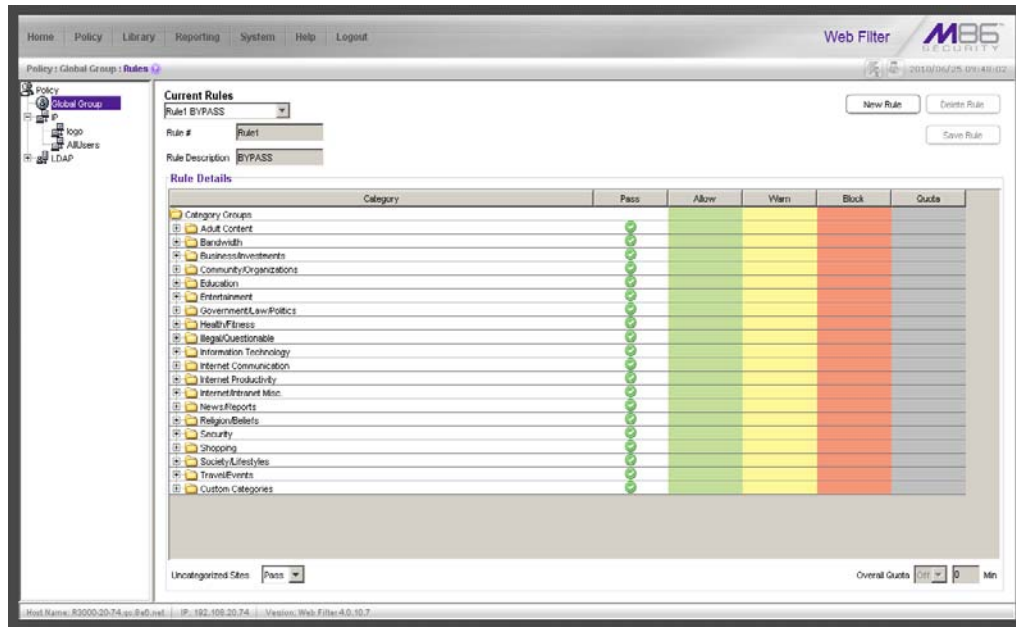 Home Policy Library Reporting System Help Logout
Web Filter
M86
SECURITY
Policy : Global Group : Rules
2010/06/25 09:40:02
Policy
Global Group
IP
logo
AllUsers
LDAP
Current Rules
Rule1 BYPASS
New Rule
Delete Rule
Rule # Rule1
Save Rule
Rule Description BYPASS
Rule Details
Category Pass Allow Warn Block Quota
Category Groups
Adult Content
Bandwidth
Business/Investments
Community/Organizations
Education
Entertainment
Government/Law/Politics
Health/Fitness
Illegal/Questionable
Information Technology
Internet Communication
Internet Productivity
Internet/Intranet Misc.
News/Reports
Religion/Beliefs
Security
Shopping
Society/Lifestyles
Travel/Events
Custom Categories
Uncategorized Sites Pass
Overall Quota Off 0 Min
Host Name: IP: 192.168.20.74 Version: Web Filter 4.0.10.7